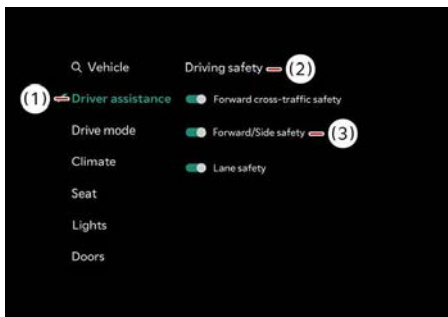 Vehicle
Driving safety (2)
(1) Driver assistance
Forward cross-traffic safety
Drive mode
Forward/Side safety (3)
Climate
Lane safety
Seat
Lights
Doors